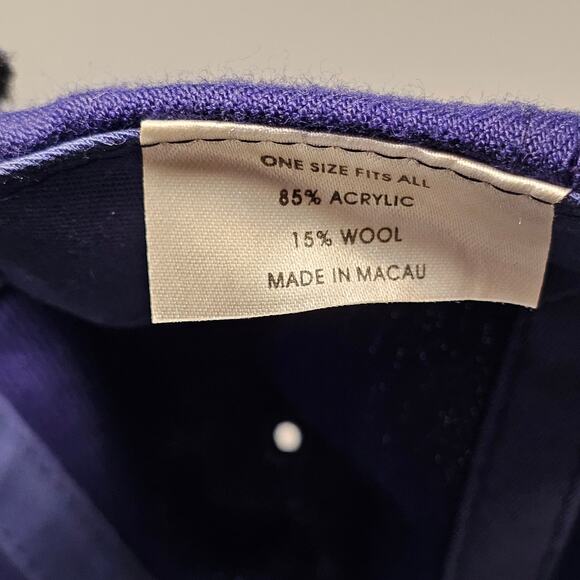 ONE SIZE FITS ALL
85% ACRYLIC
15% WOOL
MADE IN MACAU